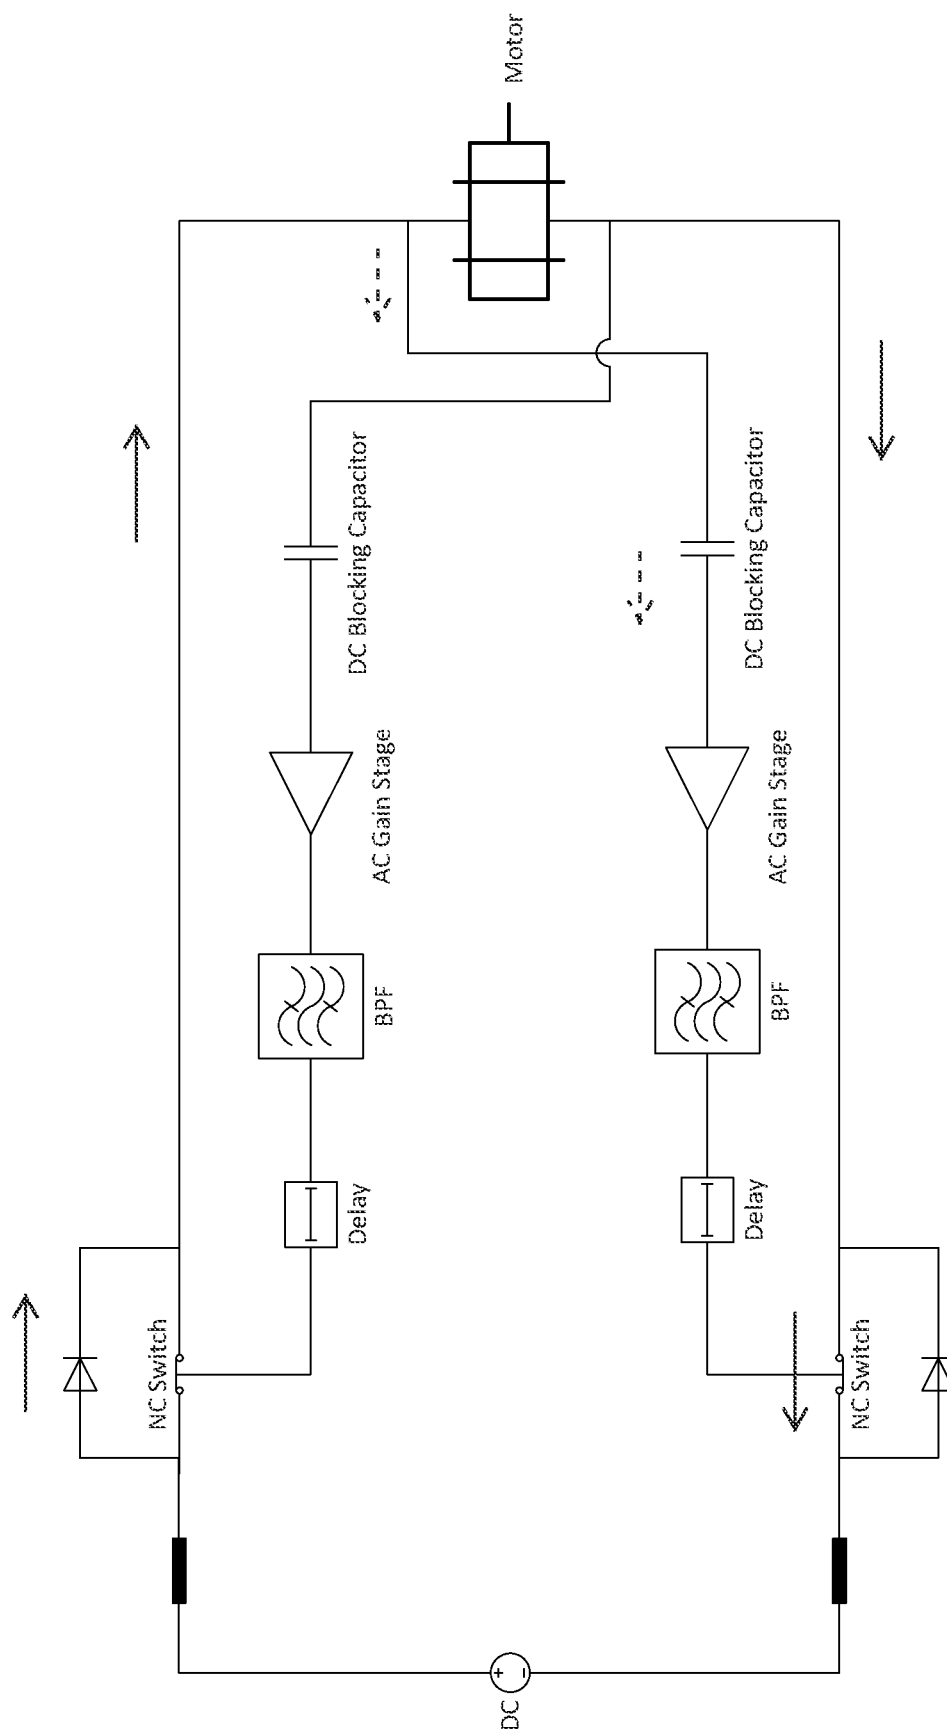 Motor
DC Blocking Capacitor
AC Gain Stage
BPF
Delay
NC Switch
DC Blocking Capacitor
AC Gain Stage
BPF
Delay
NC Switch
DC
+
-